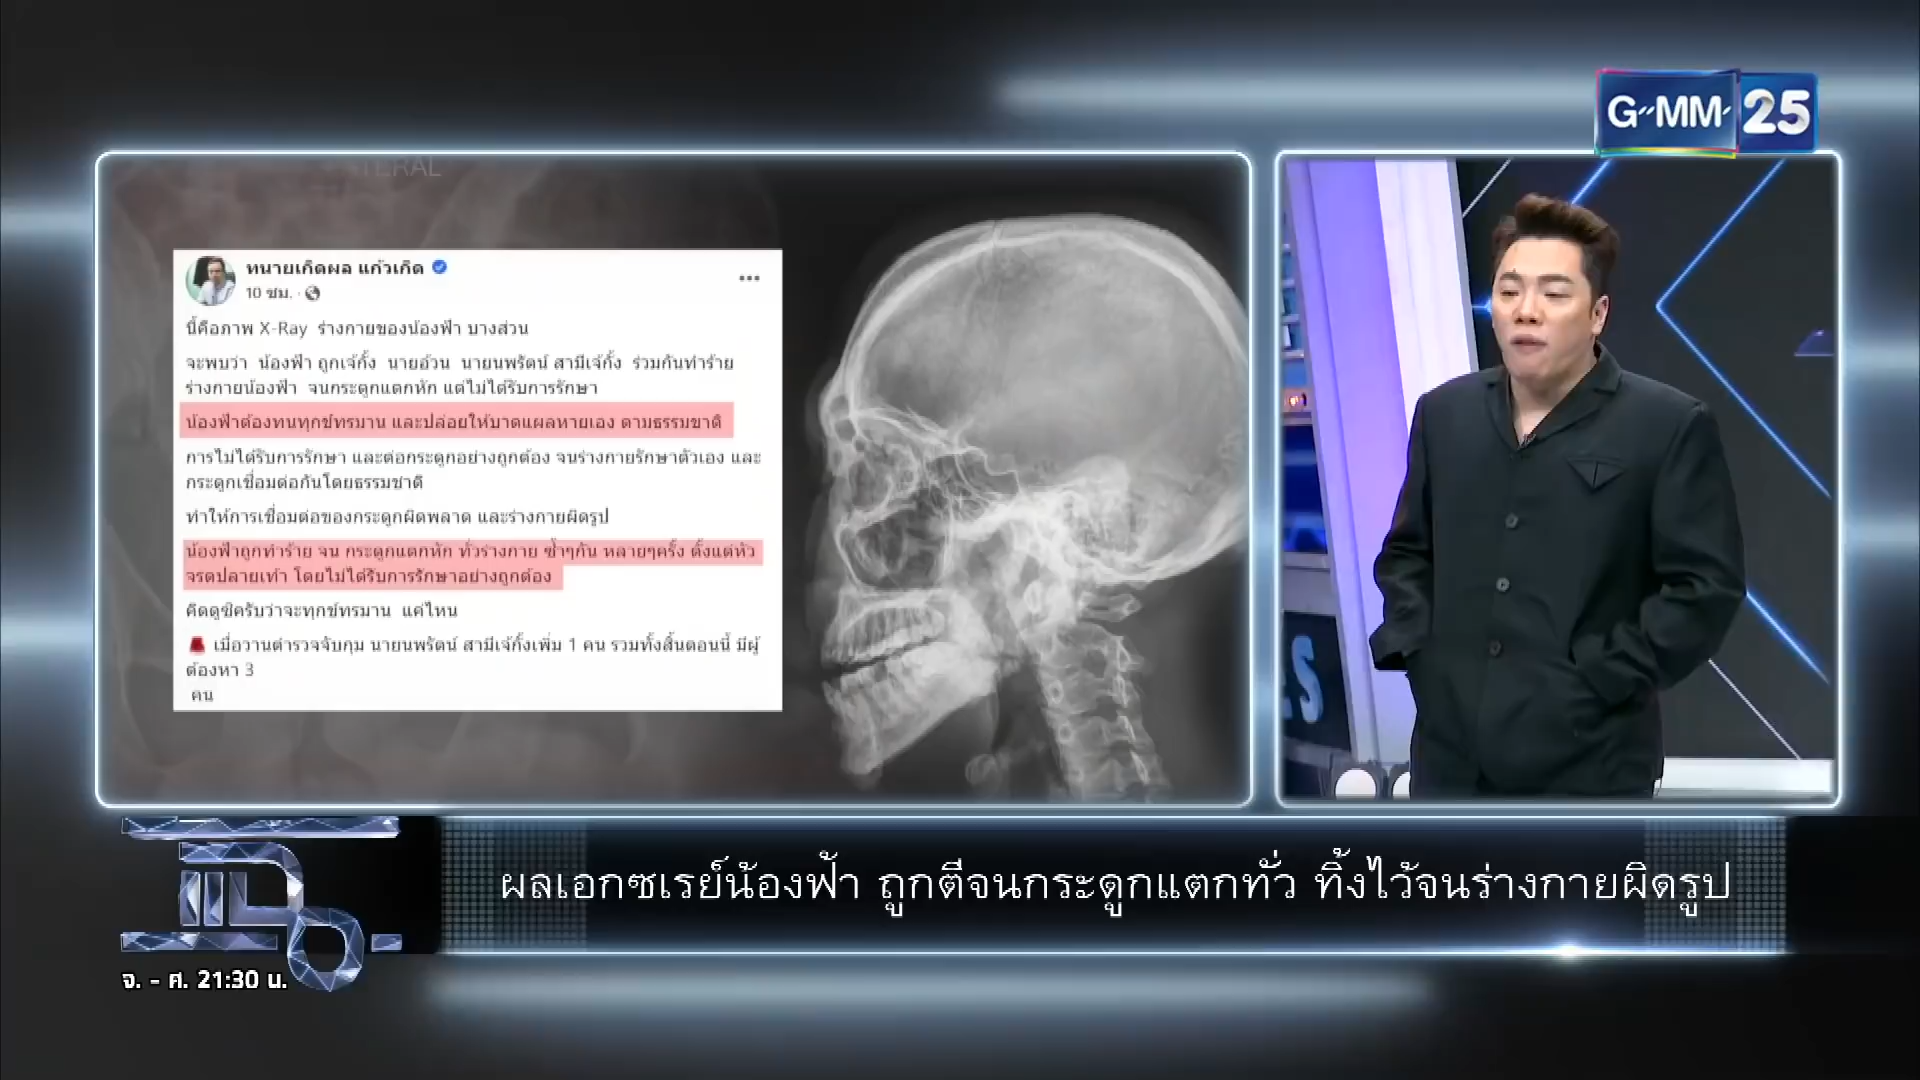 G"MM' 25
LATERAL
ทนายเกิดผล แก้วเกิด
10 ชม.
นี้คือภาพ X-Ray ร่างกายของน้องฟ้า บางส่วน
จะพบว่า น้องฟ้า ถูกเจ้กั้ง นายอ้วน นายนพรัตน์ สามีเจ้กั้ง ร่วมกันทำร้าย
ร่างกายน้องฟ้า จนกระดูกแตกหัก แต่ไม่ได้รับการรักษา
น้องฟ้าต้องทนทุกข์ทรมาน และปล่อยให้บาดแผลหายเอง ตามธรรมชาติ
การไม่ได้รับการรักษา และต่อกระดูกอย่างถูกต้อง จนร่างกายรักษาตัวเอง และ
กระดูกเชื่อมต่อกันโดยธรรมชาติ
ทำให้การเชื่อมต่อของกระดูกผิดพลาด และร่างกายผิดรูป
น้องฟ้าถูกทำร้าย จน กระดูกแตกหัก ทั่วร่างกาย ซ้ำๆกัน หลายๆครั้ง ตั้งแต่หัว
จรดปลายเท้า โดยไม่ได้รับการรักษาอย่างถูกต้อง
คิดดูซิครับว่าจะทุกข์ทรมาน แค่ไหน
เมื่อวานตำรวจจับกุม นายนพรัตน์ สามีเจ้กั้งเพิ่ม 1 คน รวมทั้งสิ้นตอนนี้ มีผู้
ต้องหา 3
คน
ผลเอกซเรย์น้องฟ้า ถูกตีจนกระดูกแตกทั่ว ทิ้งไว้จนร่างกายผิดรูป
แฉ
จ. - ศ. 21:30 น.